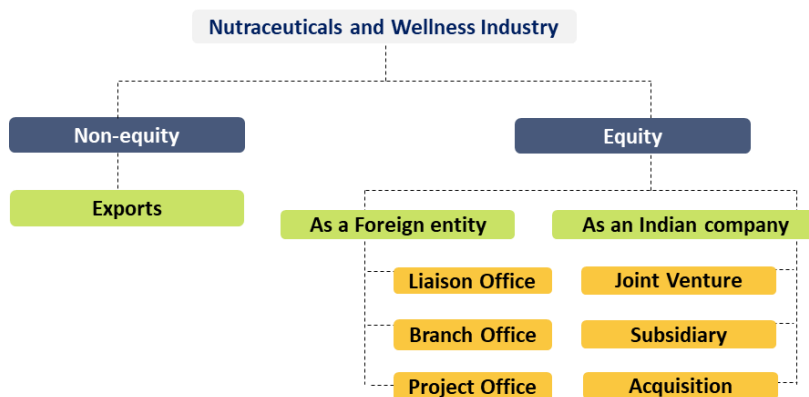 Nutraceuticals and Wellness Industry
Non-equity
Equity
Exports
As a Foreign entity
As an Indian company
Liaison Office
Joint Venture
Branch Office
Subsidiary
Project Office
Acquisition